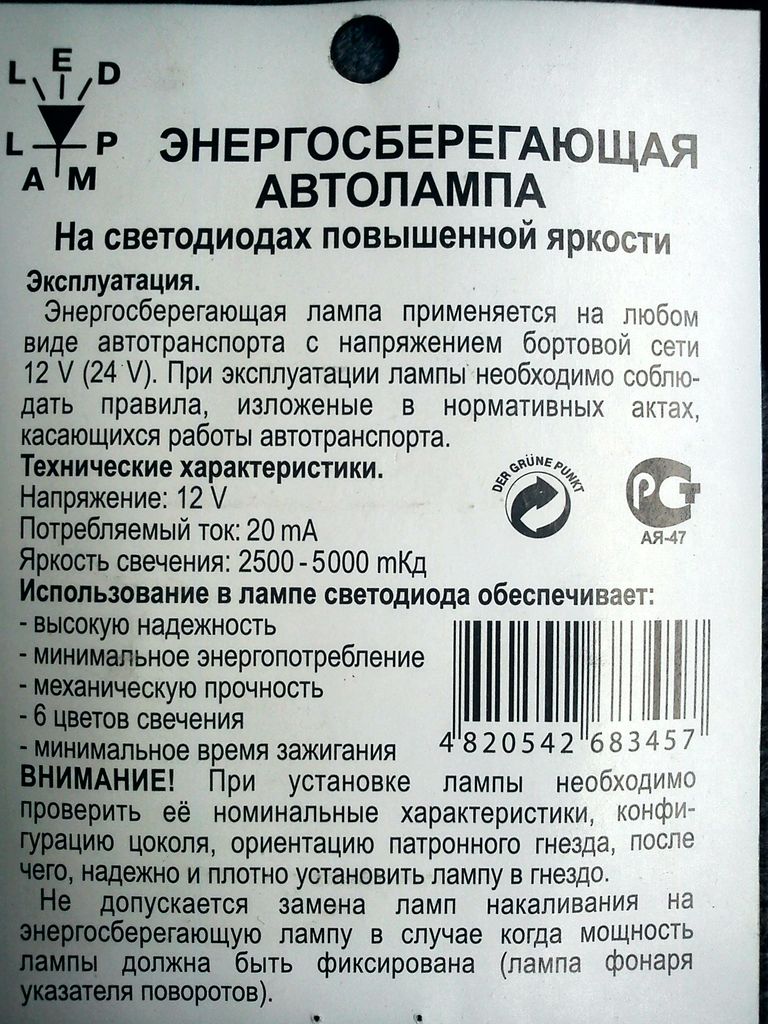 L E D
L P
A M
ЭНЕРГОСБЕРЕГАЮЩАЯ
АВТОЛАМПА
На светодиодах повышенной яркости
Эксплуатация.
Энергосберегающая лампа применяется на любом
виде автотранспорта с напряжением бортовой сети
12 V (24 V). При эксплуатации лампы необходимо соблю-
дать правила, изложеные в нормативных актах,
касающихся работы автотранспорта.
Технические характеристики.
Напряжение: 12 V
Потребляемый ток: 20 mA
Яркость свечения: 2500-5000 mКд
DER GRÜNE PUNKT
РСТ
АЯ-47
Использование в лампе светодиода обеспечивает:
- высокую надежность
- минимальное энергопотребление
- механическую прочность
- 6 цветов свечения
- минимальное время зажигания
4 820542 683457
ВНИМАНИЕ! При установке лампы необходимо
проверить её номинальные характеристики, конфи-
гурацию цоколя, ориентацию патронного гнезда, после
чего, надежно и плотно установить лампу в гнездо.
Не допускается замена ламп накаливания на
энергосберегающую лампу в случае когда мощность
лампы должна быть фиксирована (лампа фонаря
указателя поворотов).